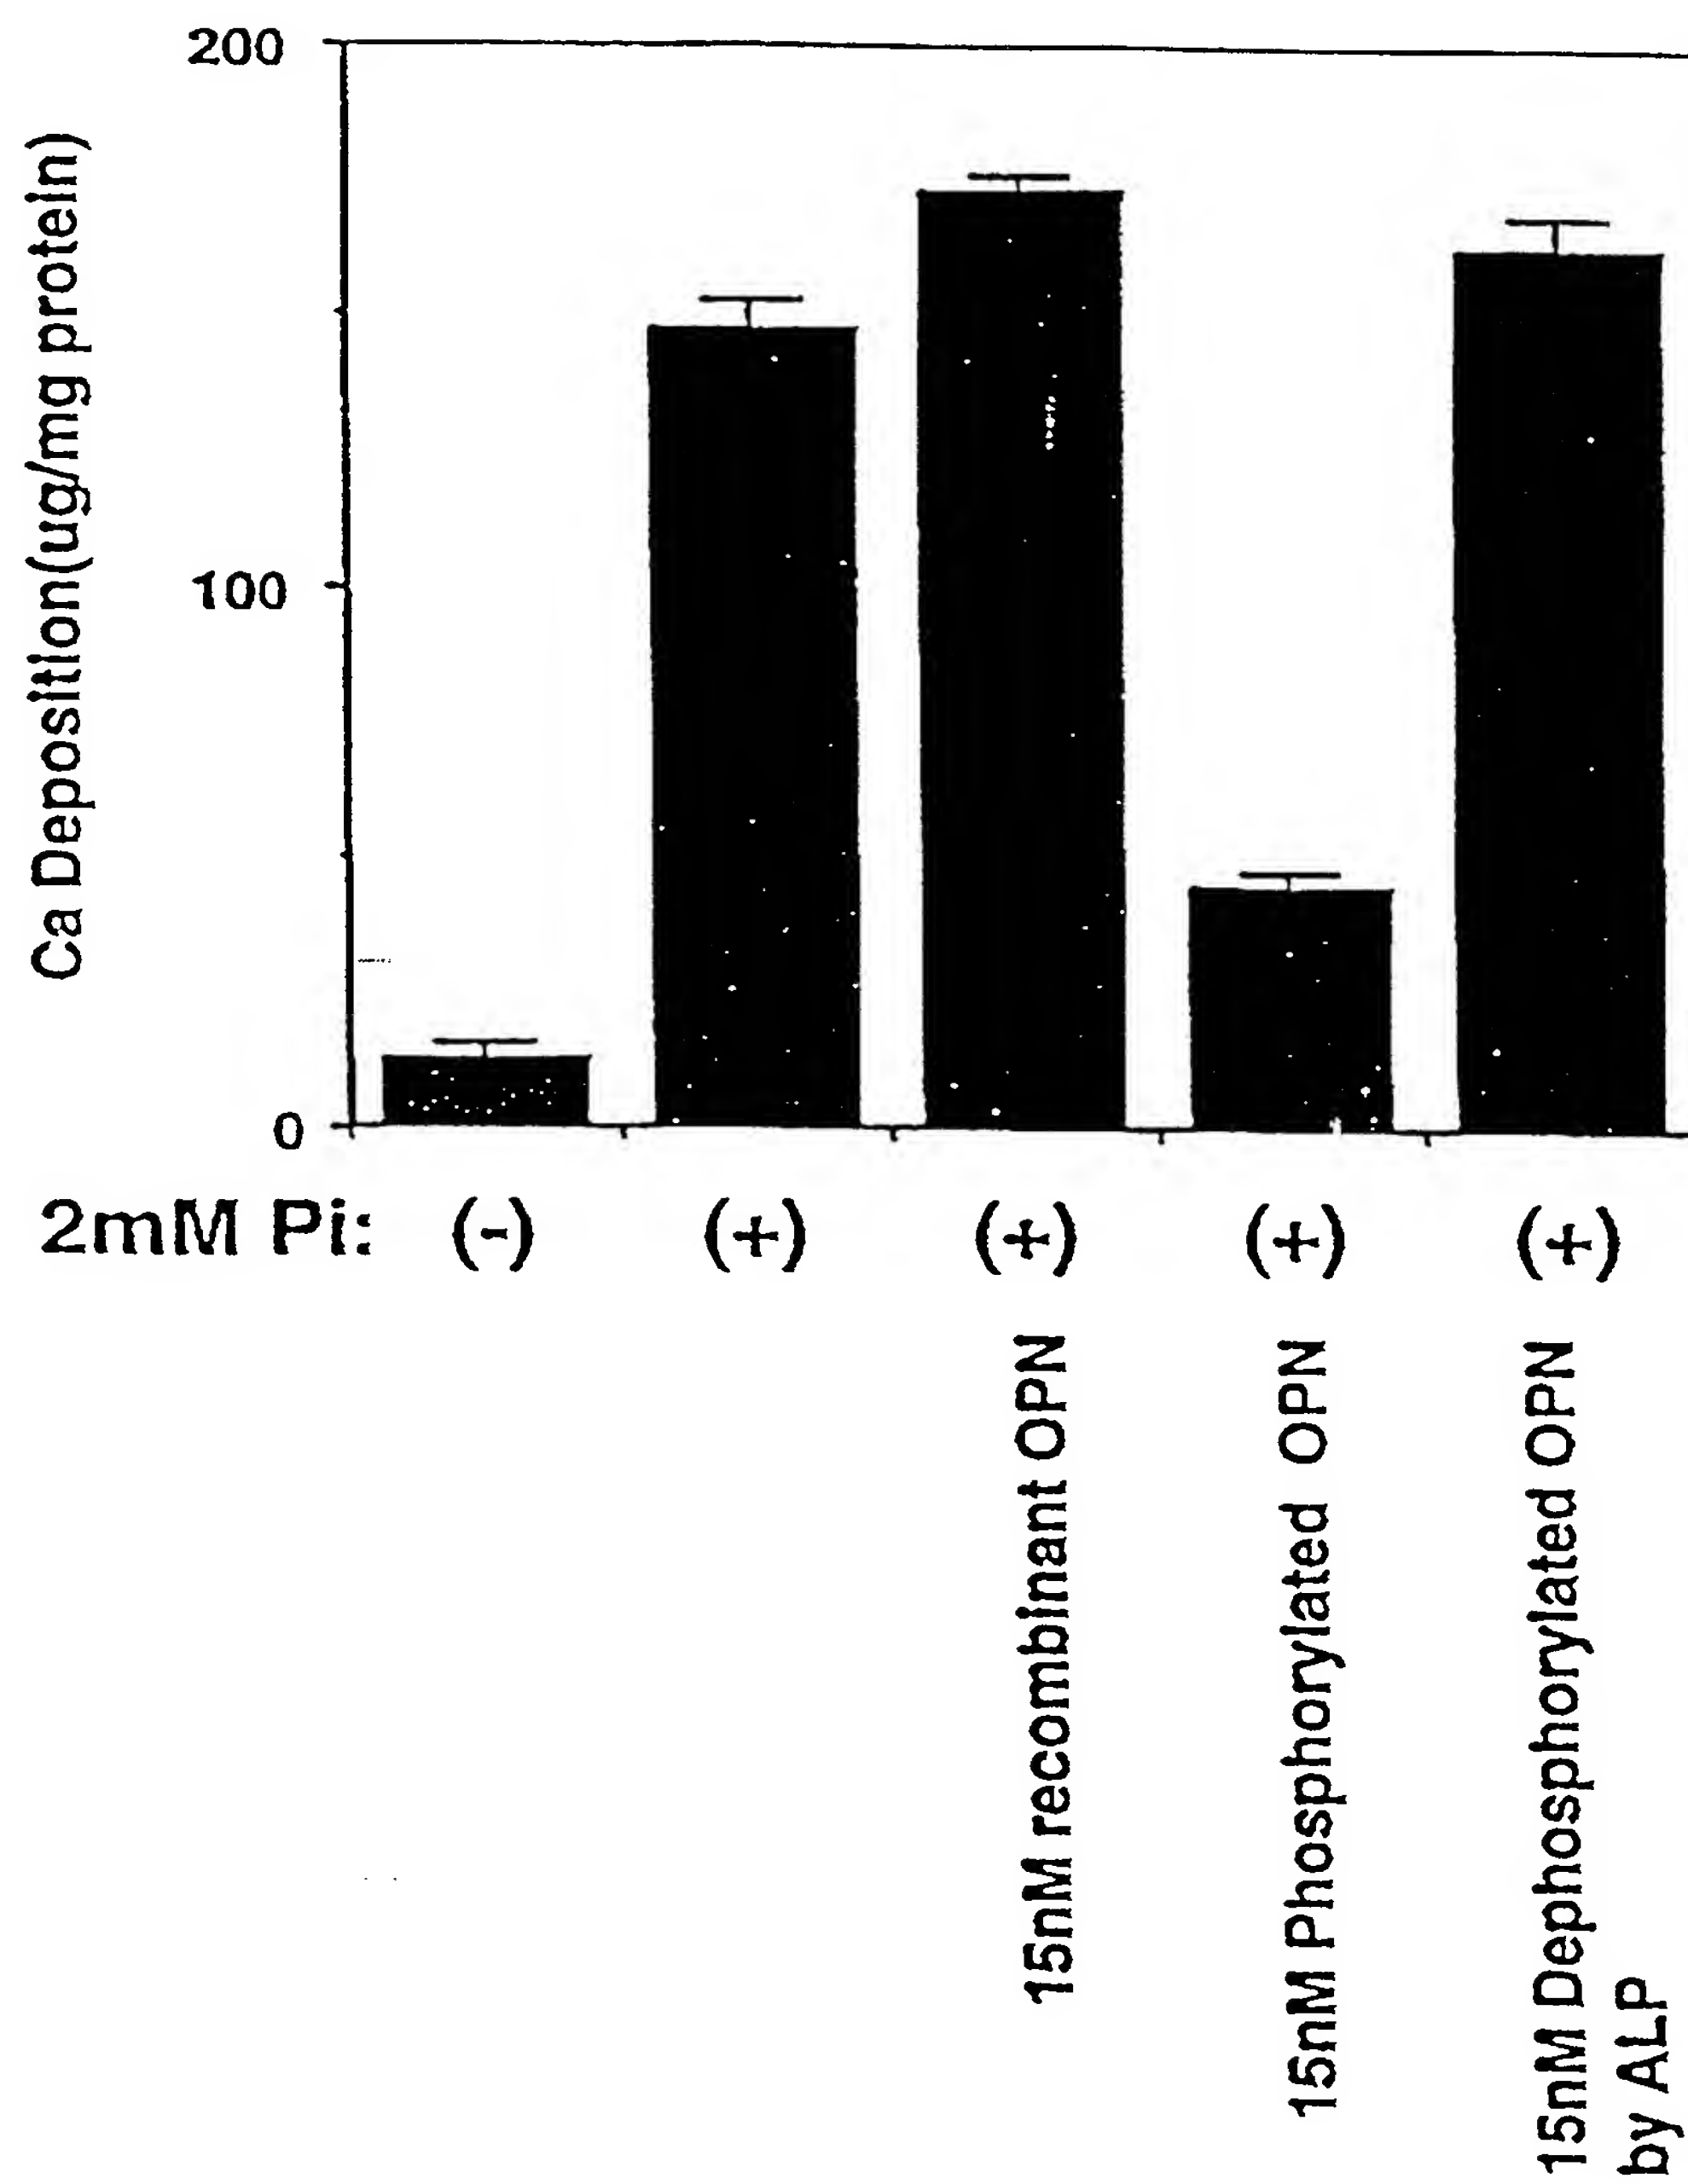 200
100
0
Ca Deposition(ug/mg protein)
2mM Pi: (-) (+) (+) (+) (+)
15nM recombinant OPN
15nM Phosphorylated OPN
15nM Dephosphorylated OPN
by ALP